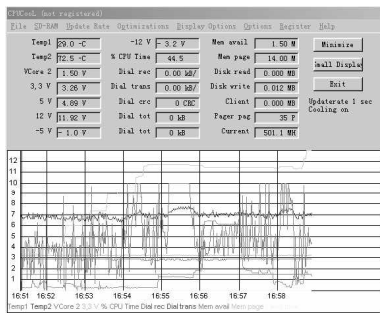 CPUCooL (not registered)
File SD-RAM Update Rate Optimizations Display Options Options Register Help
Temp1 29.0 -C -12 V - 3.2 V Mem avail 1.50 M Minimize
Temp2 72.5 -C % CPU Time 44.5 Mem page 14.00 M
VCore 2 1.50 V Dial rec 0.00 kB/ Disk read 0.000 MB mall Display
3,3 V 3.26 V Dial trans 0.00 kB/ Disk write 0.012 MB
5 V 4.89 V Dial crc 0 CRC Client 0.000 MB Exit
12 V 11.92 V Dial tot 0 kB Pager pag 35 P Updaterate 1 sec
-5 V - 1.0 V Dial tot 0 kB Current 501.1 MH Cooling on
12
11
10
9
8
7
6
5
4
3
2
1
16:51 16:52 16:53 16:54 16:55 16:56 16:57 16:58
Temp1 Temp2 VCore 2 3,3 V % CPU Time Dial rec Dial trans Mem avail Mem page